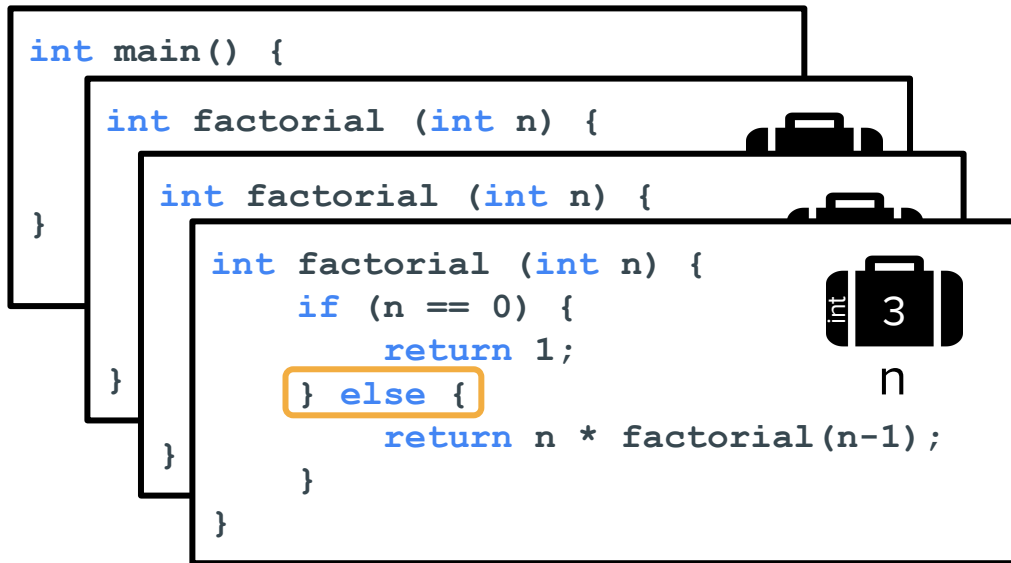 int main() {
}
int factorial (int n) {
}
int factorial (int n) {
}
int factorial (int n) {
if (n == 0) {
return 1;
} else {
return n * factorial(n-1);
}
}
int 3
n